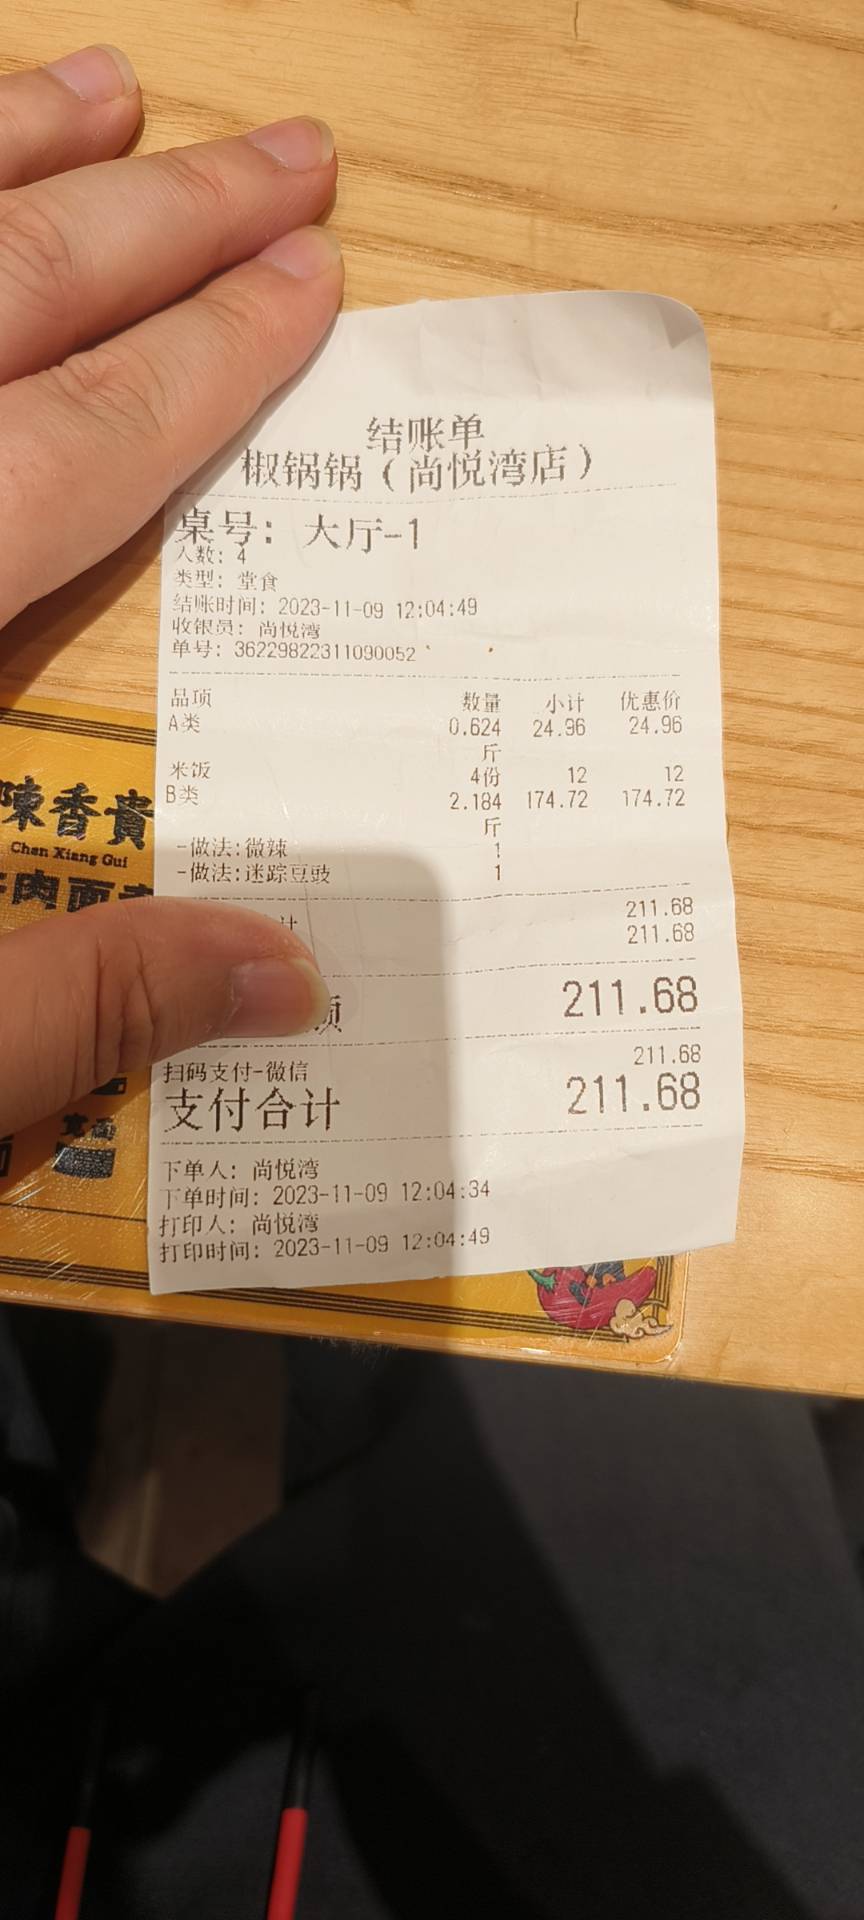 结账单
椒锅锅（尚悦湾店）
桌号: 大厅-1
人数: 4
类型: 堂食
结账时间: 2023-11-09 12:04:49
收银员: 尚悦湾
单号: 36229822311090052
品项 数量 小计 优惠价
A类 0.624 24.96 24.96
斤
米饭 4份 12 12
B类 2.184 174.72 174.72
斤
-做法:微辣 1
-做法:迷踪豆豉 1
计 211.68
211.68
211.68
扫码支付-微信 211.68
支付合计 211.68
下单人: 尚悦湾
下单时间: 2023-11-09 12:04:34
打印人: 尚悦湾
打印时间: 2023-11-09 12:04:49
陳香貴
Chen Xiang Gui
肉面
宽面